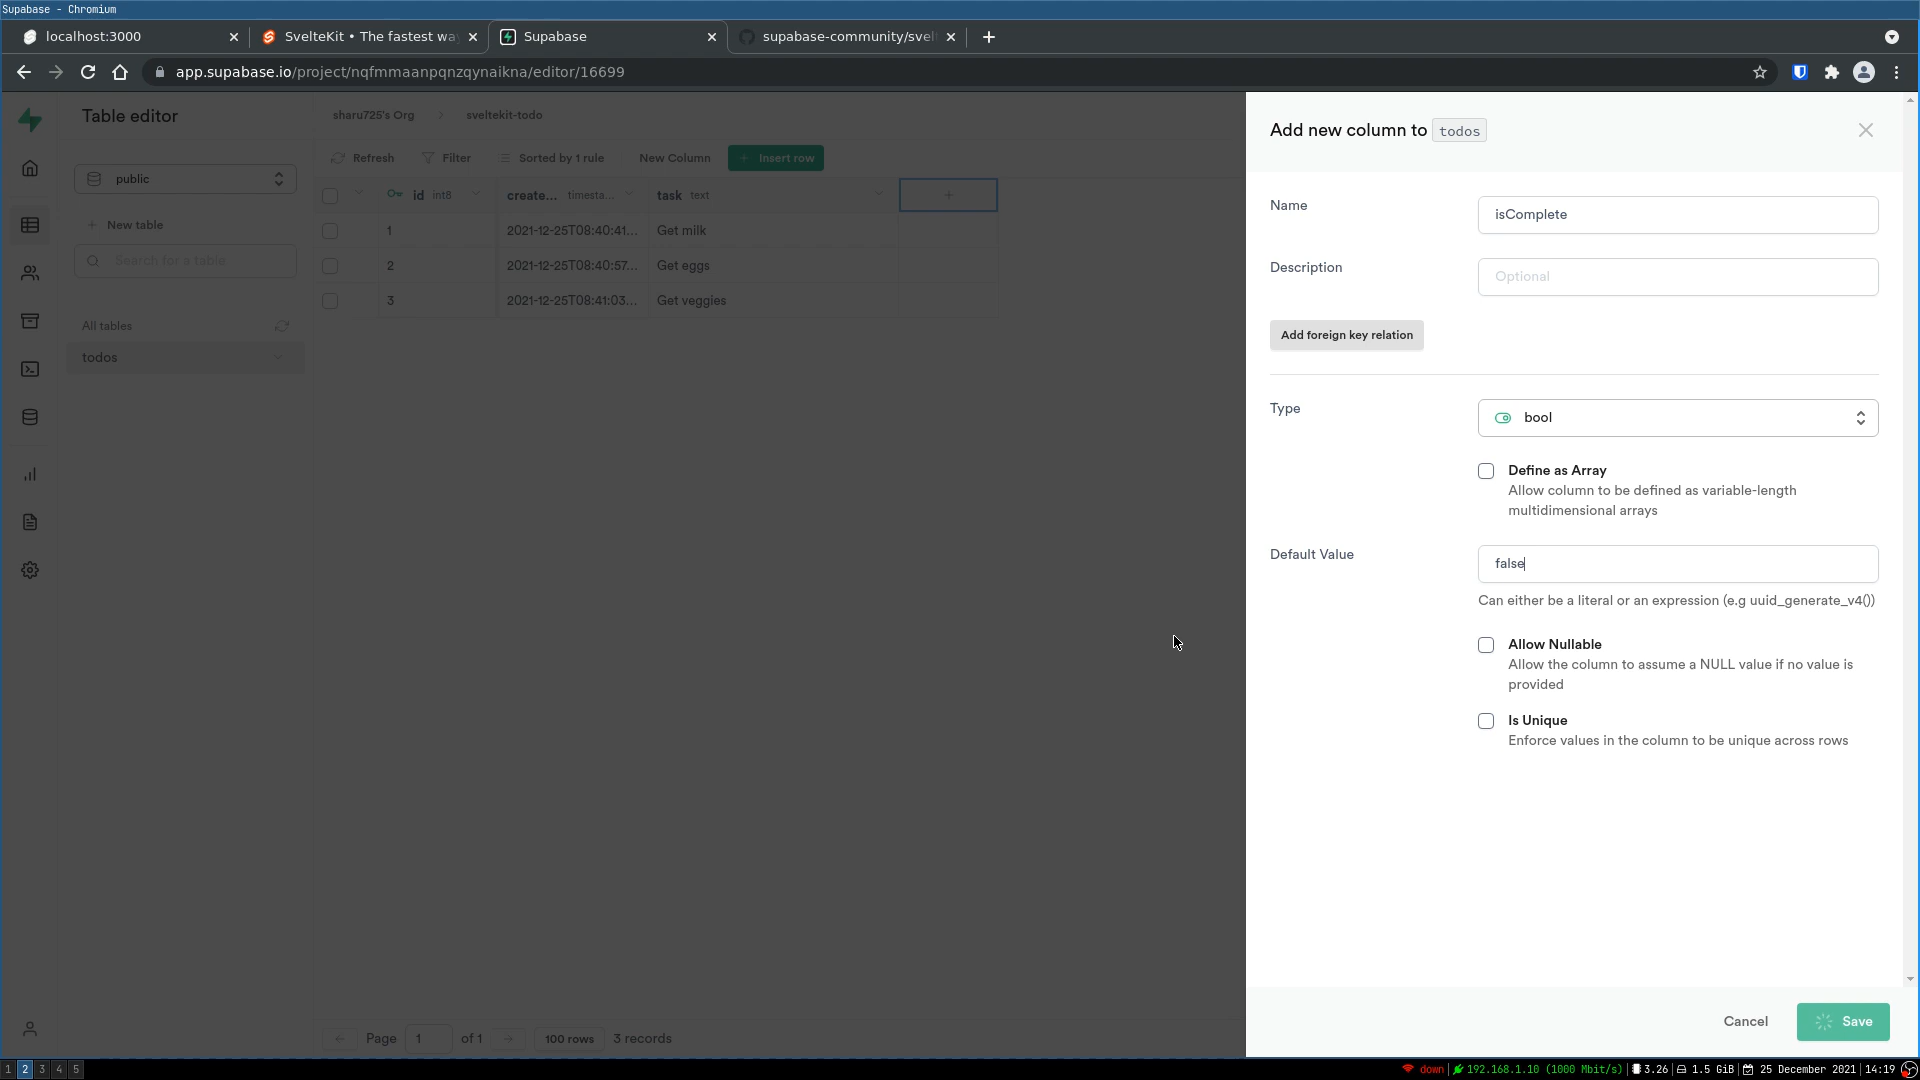 Supabase - Chromium
localhost:3000
SvelteKit • The fastest wa
Supabase
supabase-community/svel
app.supabase.io/project/nqfmmaanpqnzqynaikna/editor/16699
Table editor
sharu725's Org > sveltekit-todo
Refresh Filter Sorted by 1 rule New Column + Insert row
public
+ New table
Search for a table
All tables
todos
id int8 create... timesta... task text +
1 2021-12-25T08:40:41... Get milk
2 2021-12-25T08:40:57... Get eggs
3 2021-12-25T08:41:03... Get veggies
Page 1 of 1 100 rows 3 records
Add new column to todos
Name isComplete
Description Optional
Add foreign key relation
Type bool
Define as Array
Allow column to be defined as variable-length
multidimensional arrays
Default Value false
Can either be a literal or an expression (e.g uuid_generate_v4())
Allow Nullable
Allow the column to assume a NULL value if no value is
provided
Is Unique
Enforce values in the column to be unique across rows
Cancel Save
1 2 3 4 5
down 192.168.1.10 (1000 Mbit/s) 3.26 1.5 GiB 25 December 2021 14:19